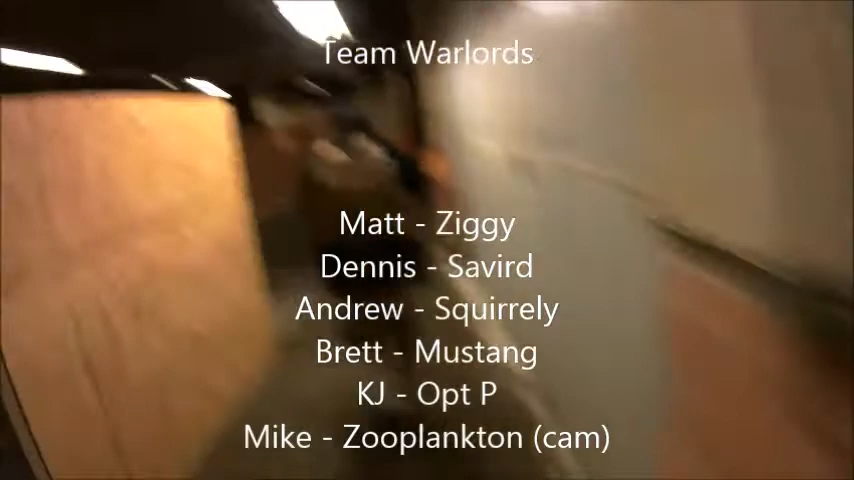 Team Warlords
Matt - Ziggy
Dennis - Savird
Andrew - Squirrely
Brett - Mustang
KJ - Opt P
Mike - Zooplankton (cam)